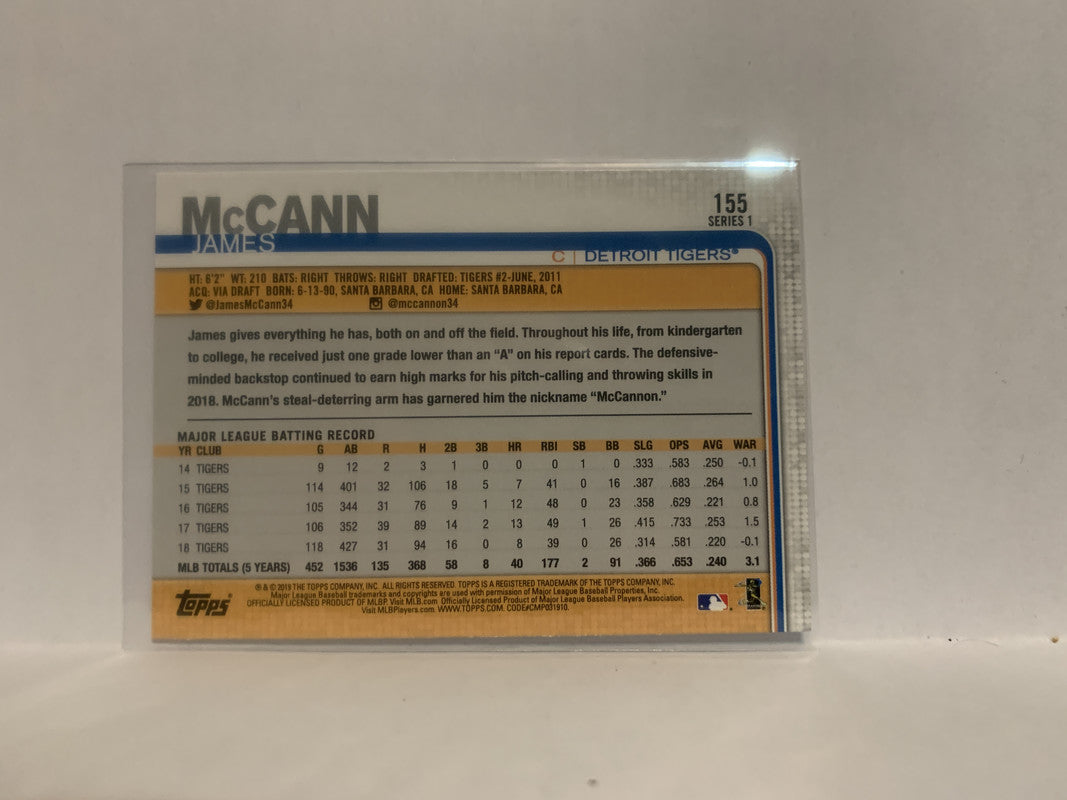 McCANN
155
SERIES 1
JAMES
C | DETROIT TIGERS®
HT: 6'2" WT: 210 BATS: RIGHT THROWS: RIGHT DRAFTED: TIGERS #2-JUNE, 2011
ACQ: VIA DRAFT BORN: 6-13-90, SANTA BARBARA, CA HOME: SANTA BARBARA, CA
@JamesMcCann34 @mccannon34
James gives everything he has, both on and off the field. Throughout his life, from kindergarten
to college, he received just one grade lower than an "A" on his report cards. The defensive-
minded backstop continued to earn high marks for his pitch-calling and throwing skills in
2018. McCann's steal-deterring arm has garnered him the nickname "McCannon."
MAJOR LEAGUE BATTING RECORD
YR CLUB G AB R H 2B 3B HR RBI SB BB SLG OPS AVG WAR
14 TIGERS 9 12 2 3 1 0 0 0 1 0 .333 .583 .250 -0.1
15 TIGERS 114 401 32 106 18 5 7 41 0 16 .387 .683 .264 1.0
16 TIGERS 105 344 31 76 9 1 12 48 0 23 .358 .629 .221 0.8
17 TIGERS 106 352 39 89 14 2 13 49 1 26 .415 .733 .253 1.5
18 TIGERS 118 427 31 94 16 0 8 39 0 26 .314 .581 .220 -0.1
MLB TOTALS (5 YEARS) 452 1536 135 368 58 8 40 177 2 91 .366 .653 .240 3.1
Topps®
® & © 2019 THE TOPPS COMPANY, INC. ALL RIGHTS RESERVED. TOPPS IS A REGISTERED TRADEMARK OF THE TOPPS COMPANY, INC.
Major League Baseball trademarks and copyrights are used with permission of Major League Baseball Properties, Inc.
OFFICIALLY LICENSED PRODUCT OF MLBP. Visit MLB.com Officially Licensed Product of Major League Baseball Players Association.
Visit MLBPlayers.com. WWW.TOPPS.COM. CODE#CMP031910.